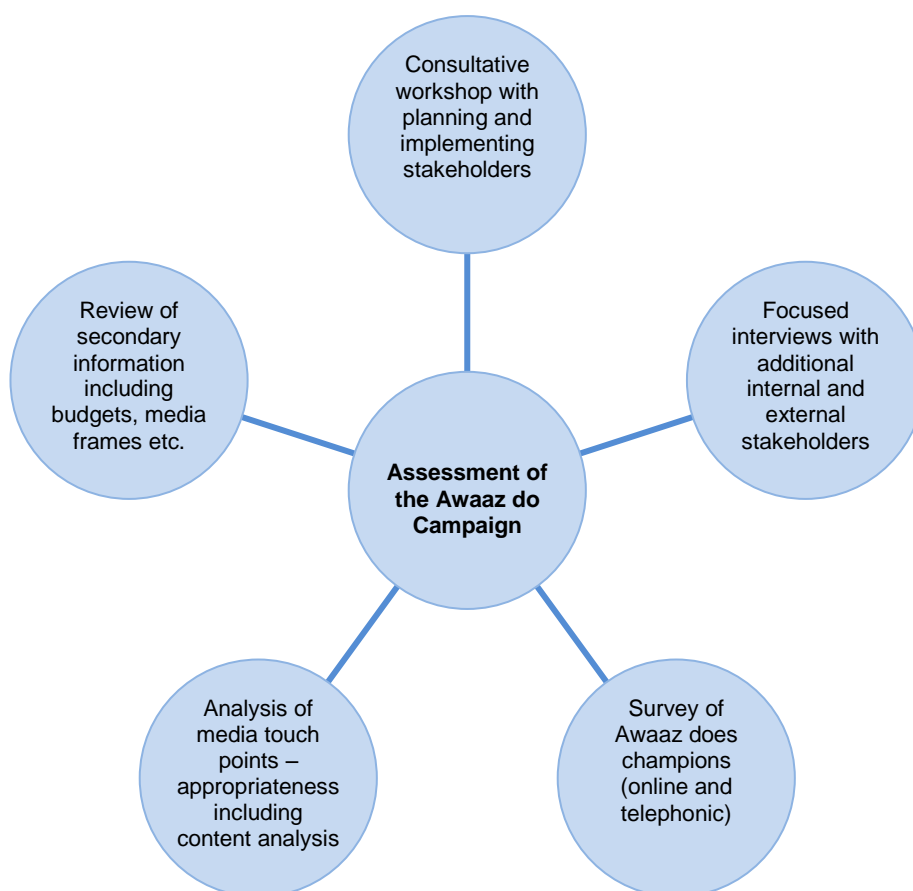 Consultative
workshop with
planning and
implementing
stakeholders
Review of
secondary
information
including
budgets, media
frames etc.
Focused
interviews with
additional
internal and
external
stakeholders
Assessment of
the Awaaz do
Campaign
Analysis of
media touch
points –
appropriateness
including
content analysis
Survey of
Awaaz does
champions
(online and
telephonic)